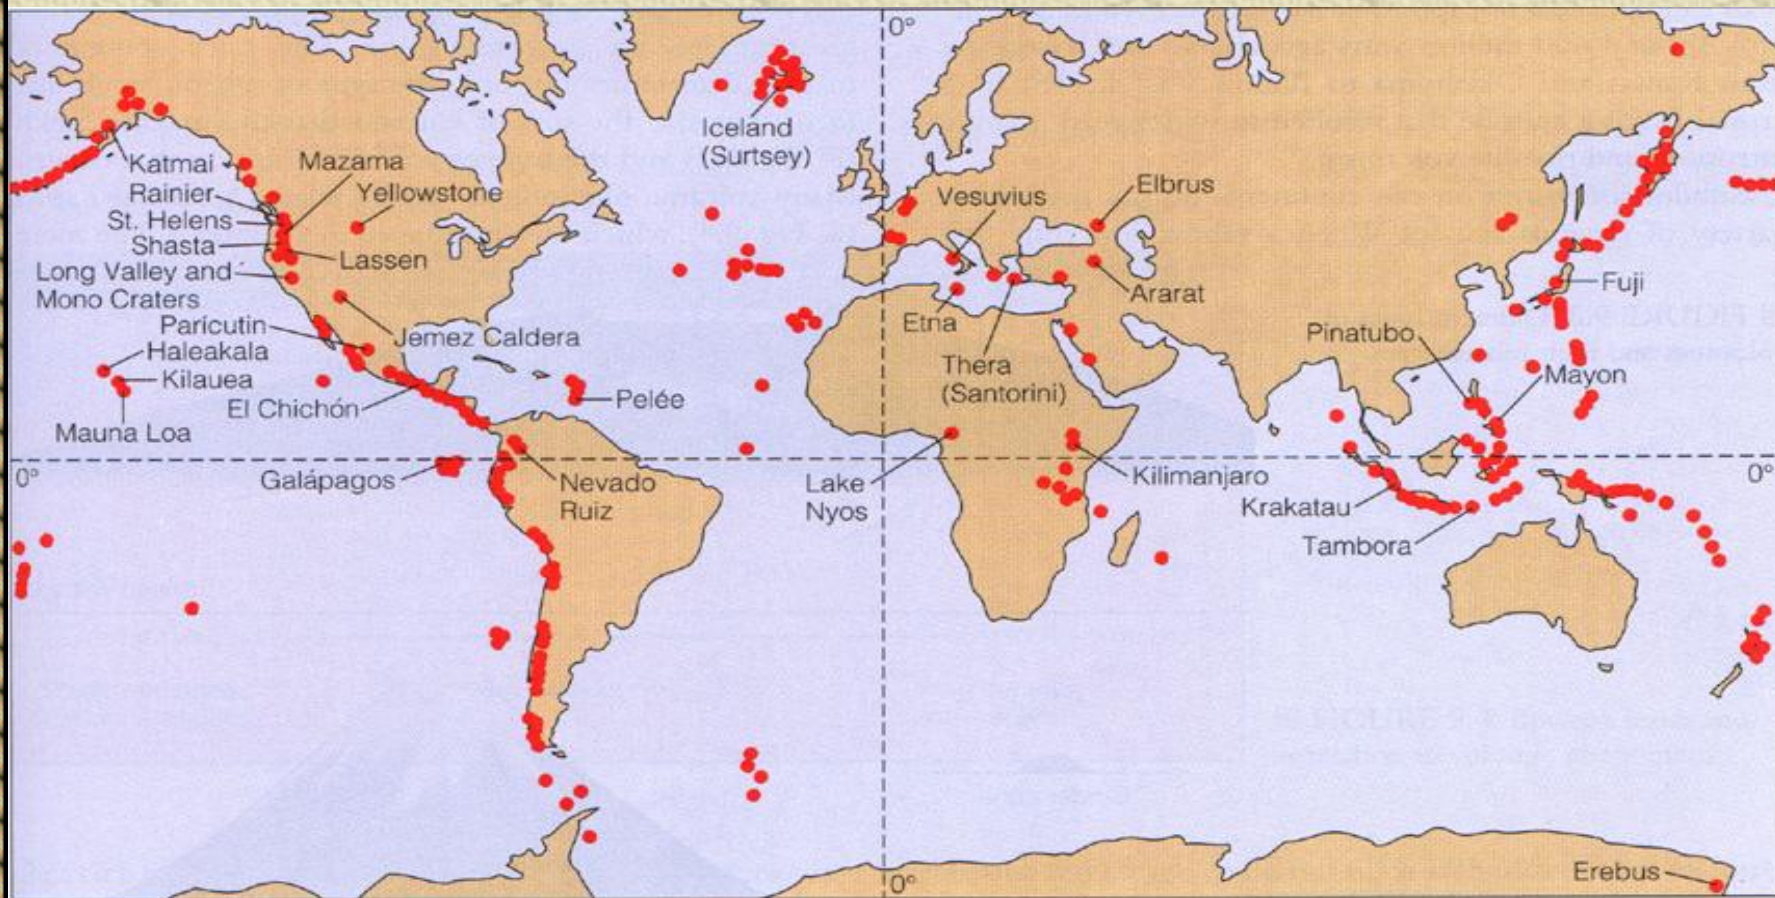 0°
Iceland
(Surtsey)
Katmai
Mazama
Rainier
Yellowstone
St. Helens
Shasta
Lassen
Long Valley and
Mono Craters
Paricutin
Jemez Caldera
Haleakala
Kilauea
El Chichón
Pelée
Mauna Loa
Vesuvius
Elbrus
Ararat
Etna
Thera
(Santorini)
Fuji
Pinatubo
Mayon
0°
Galápagos
Nevado
Ruiz
Lake
Nyos
Kilimanjaro
Krakatau
Tambora
0°
Erebus
0°